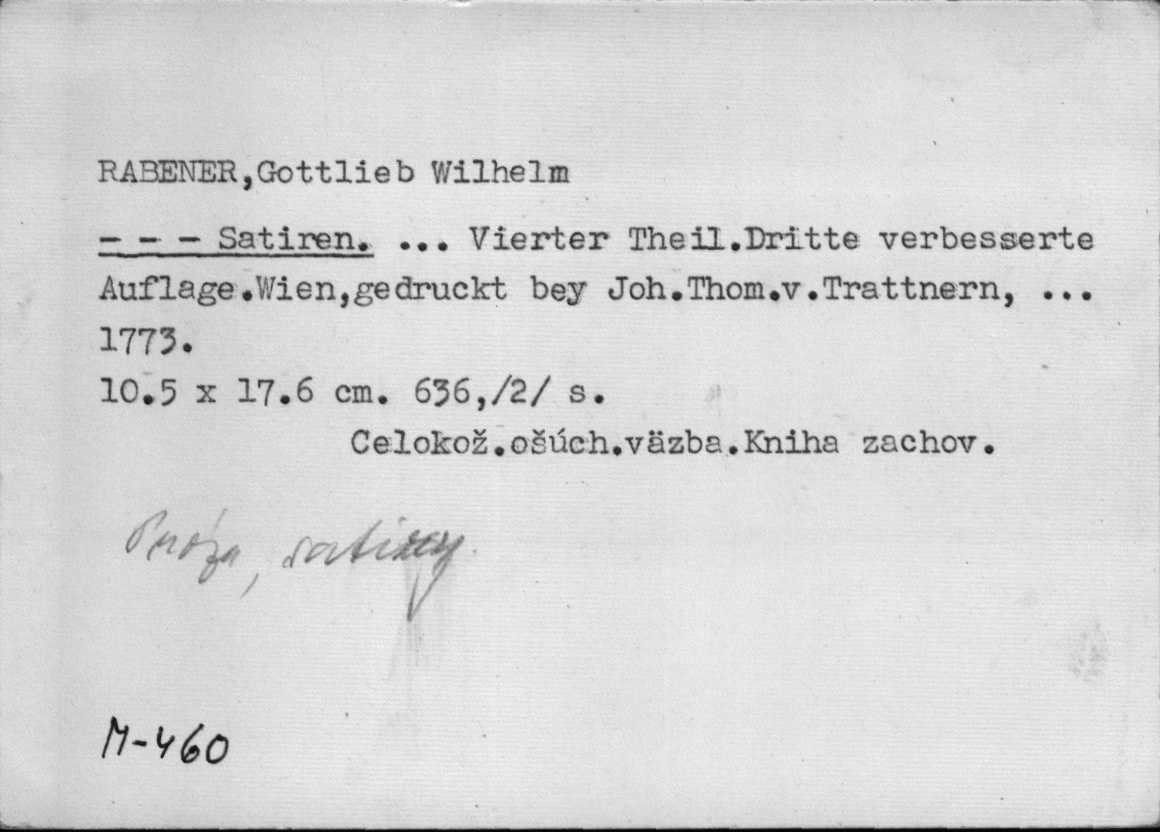 RABENER,Gottlieb Wilhelm
- - - Satiren. ... Vierter Theil.Dritte verbesserte
Auflage.Wien,gedruckt bey Joh.Thom.v.Trattnern, ...
1773.
10.5 x 17.6 cm. 636,/2/ s.
Celokož.ošúch.väzba.Kniha zachov.
Próza, satiry
M-460